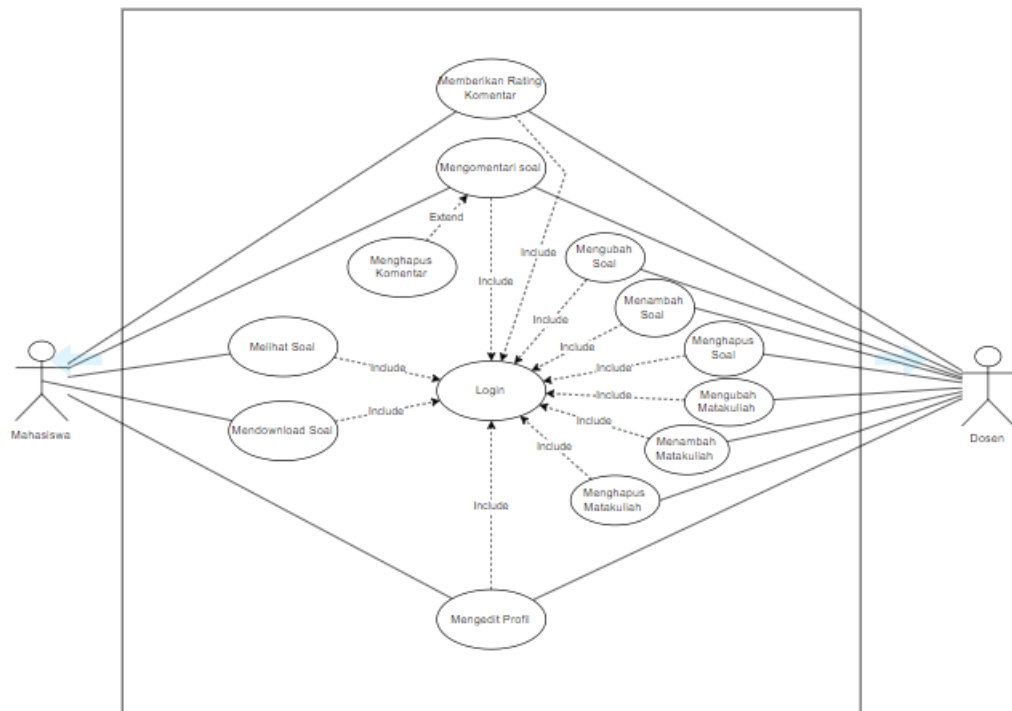 Memberikan Rating
Komentar
Mengomentari soal
Extend
Menghapus
Komentar
Include
Include
Mengubah
Soal
Include
Menambah
Soal
Include
Menghapus
Soal
Include
Melihat Soal
Include
Login
Include
Mengubah
Matakuliah
Mendownload Soal
Include
Include
Menambah
Matakuliah
Include
Menghapus
Matakuliah
Include
Mengedit Profil
Mahasiswa
Dosen